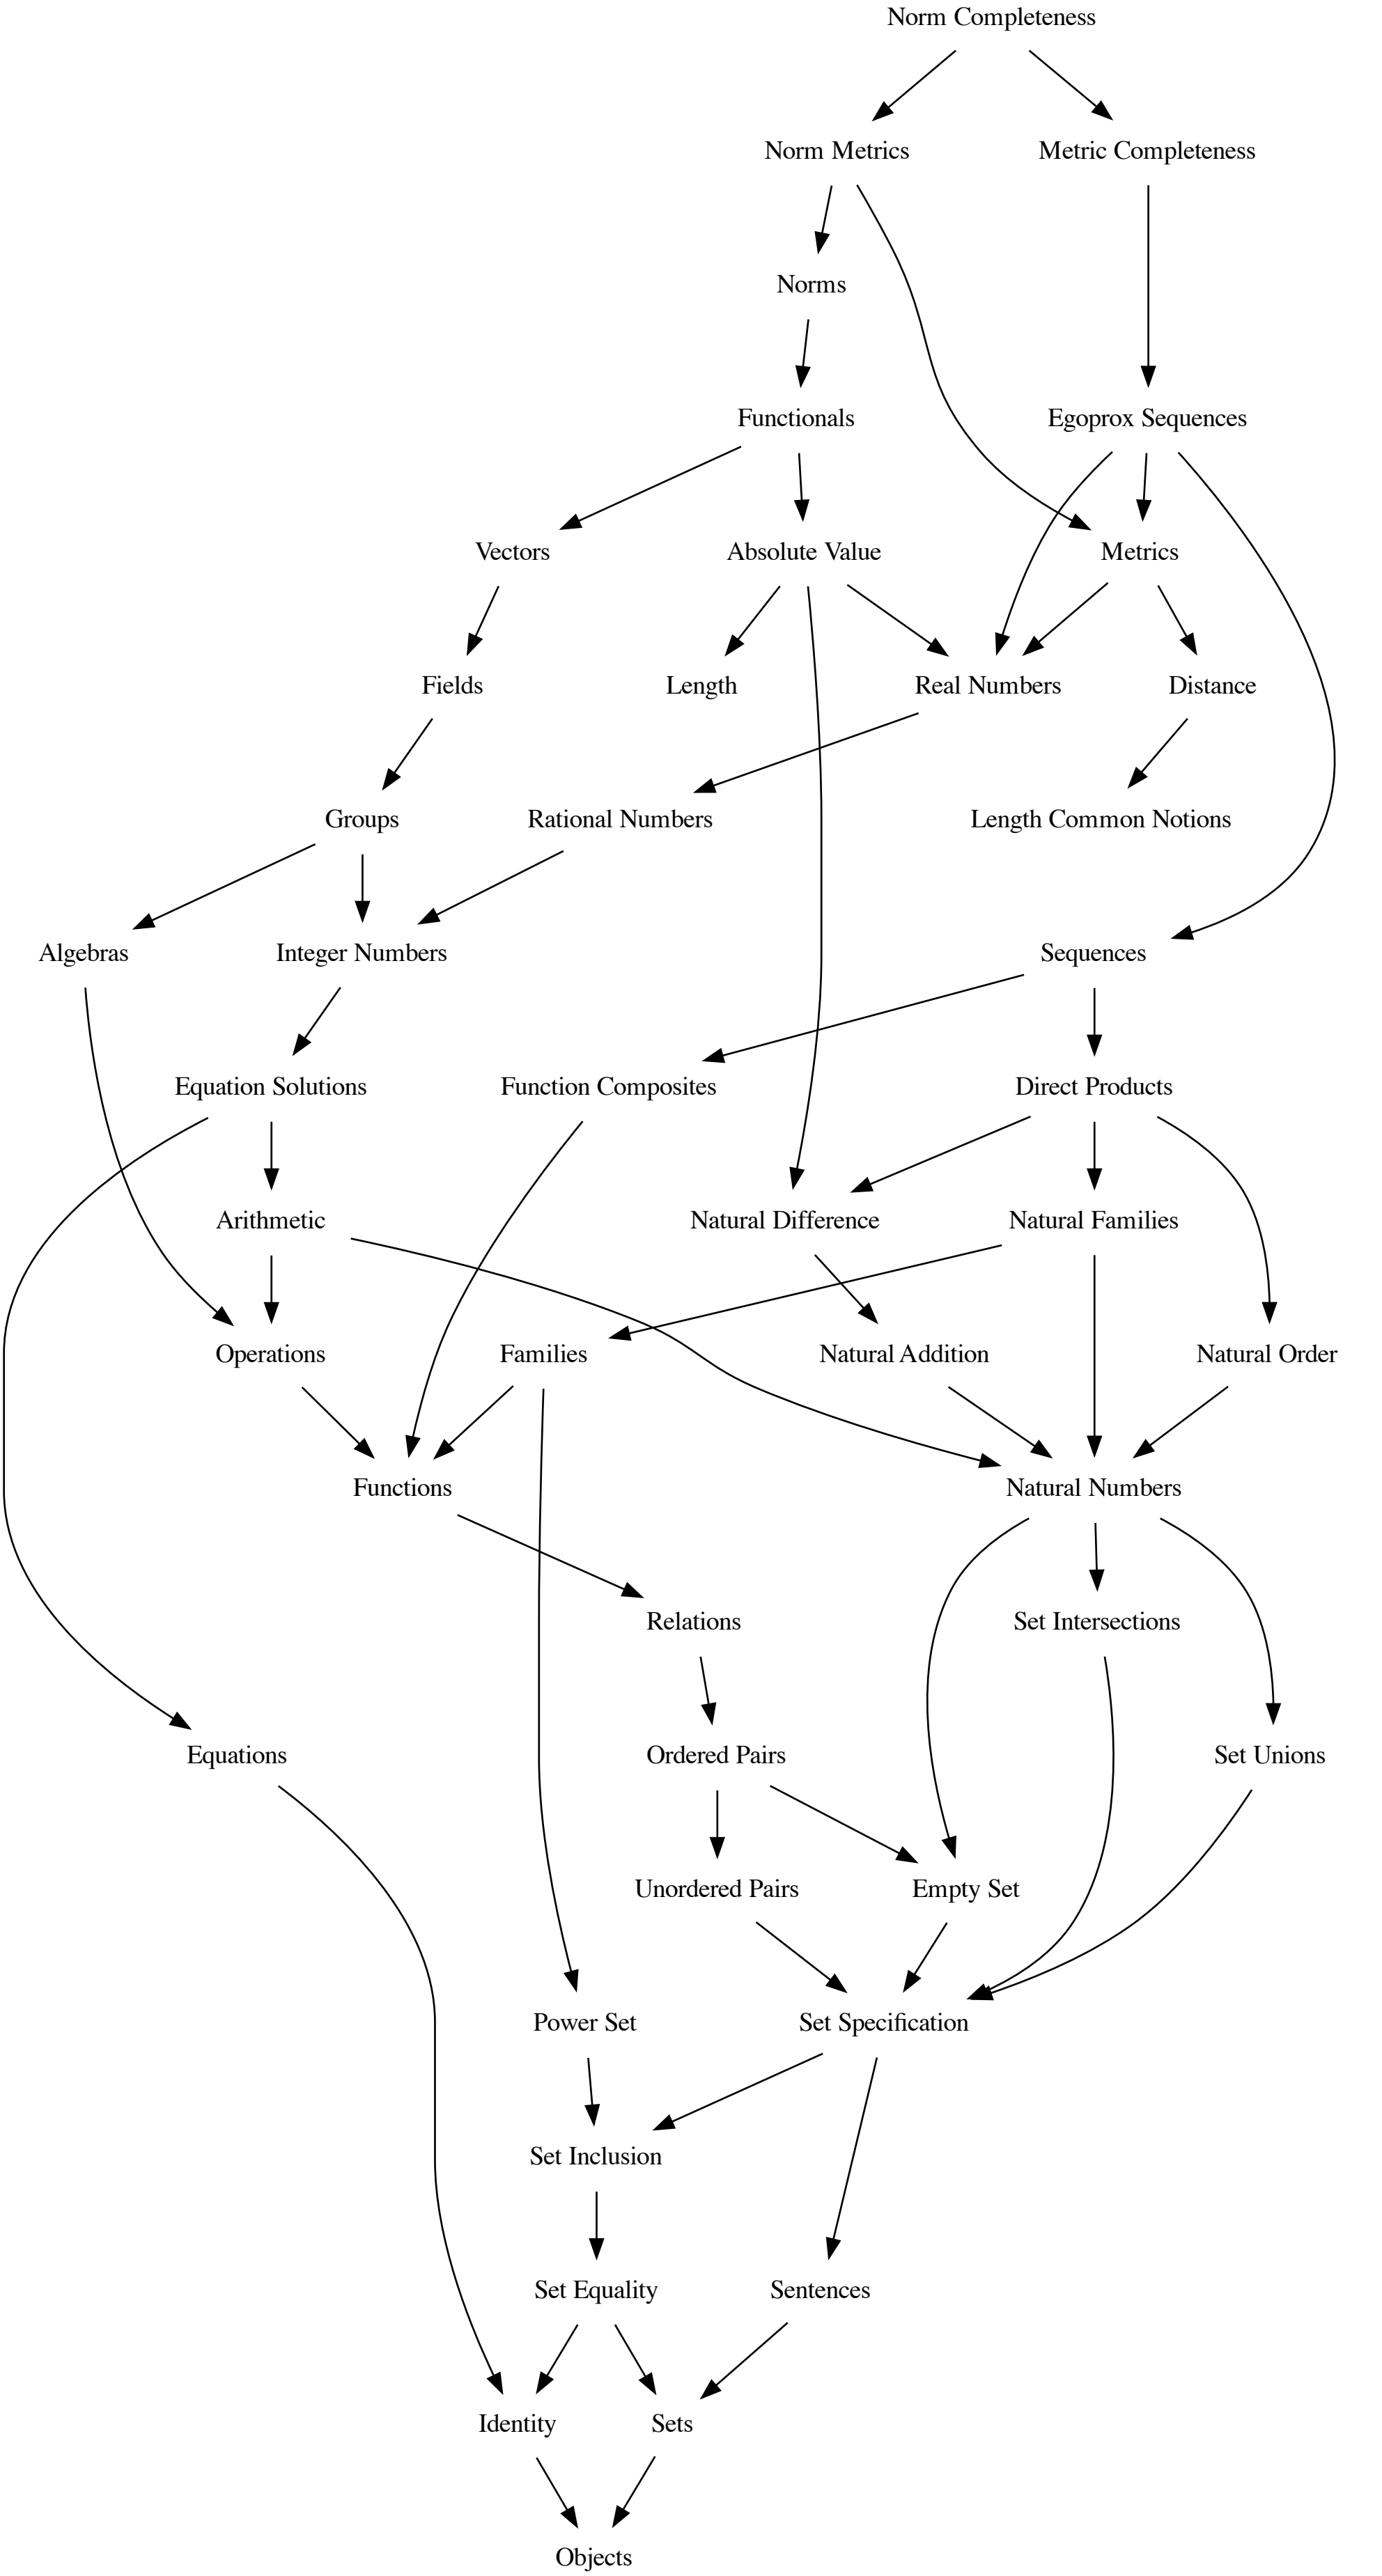 Norm Completeness
Norm Metrics
Metric Completeness
Norms
Functionals
Egoprox Sequences
Vectors
Absolute Value
Metrics
Fields
Length
Real Numbers
Distance
Groups
Rational Numbers
Length Common Notions
Algebras
Integer Numbers
Sequences
Equation Solutions
Function Composites
Direct Products
Arithmetic
Natural Difference
Natural Families
Operations
Families
Natural Addition
Natural Order
Functions
Natural Numbers
Relations
Set Intersections
Equations
Ordered Pairs
Set Unions
Unordered Pairs
Empty Set
Power Set
Set Specification
Set Inclusion
Set Equality
Sentences
Identity
Sets
Objects